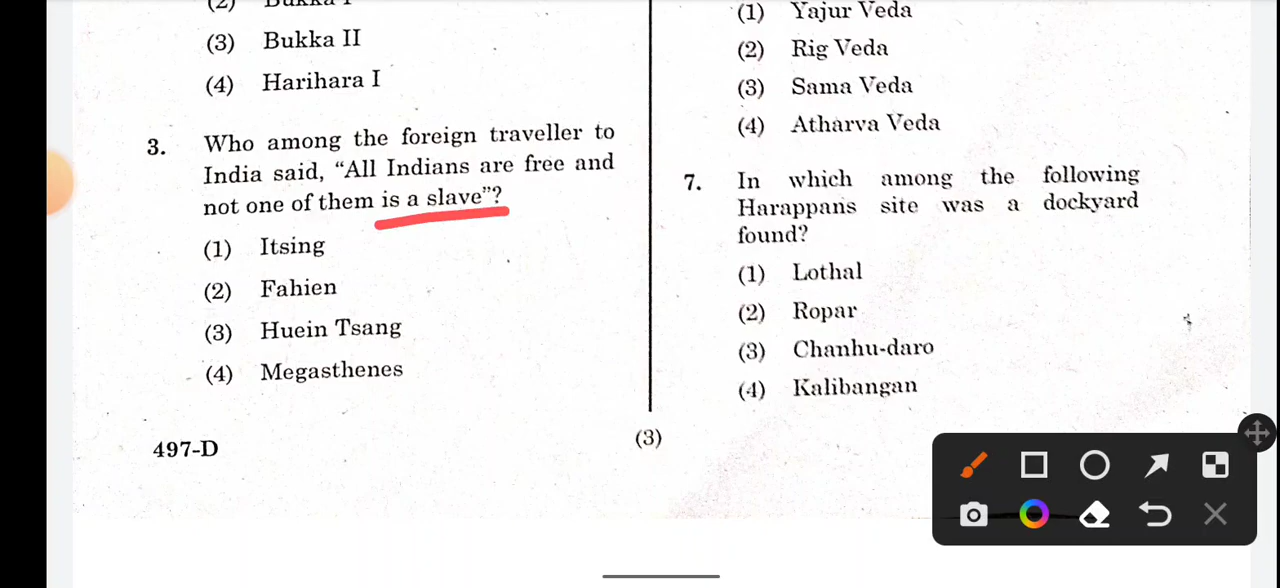 (2) Bukka I
(3) Bukka II
(4) Harihara I
3. Who among the foreign traveller to
India said, “All Indians are free and
not one of them is a slave”?
(1) Itsing
(2) Fahien
(3) Huein Tsang
(4) Megasthenes
497-D
(1) Yajur Veda
(2) Rig Veda
(3) Sama Veda
(4) Atharva Veda
7. In which among the following
Harappans site was a dockyard
found?
(1) Lothal
(2) Ropar
(3) Chanhu-daro
(4) Kalibangan
(3)